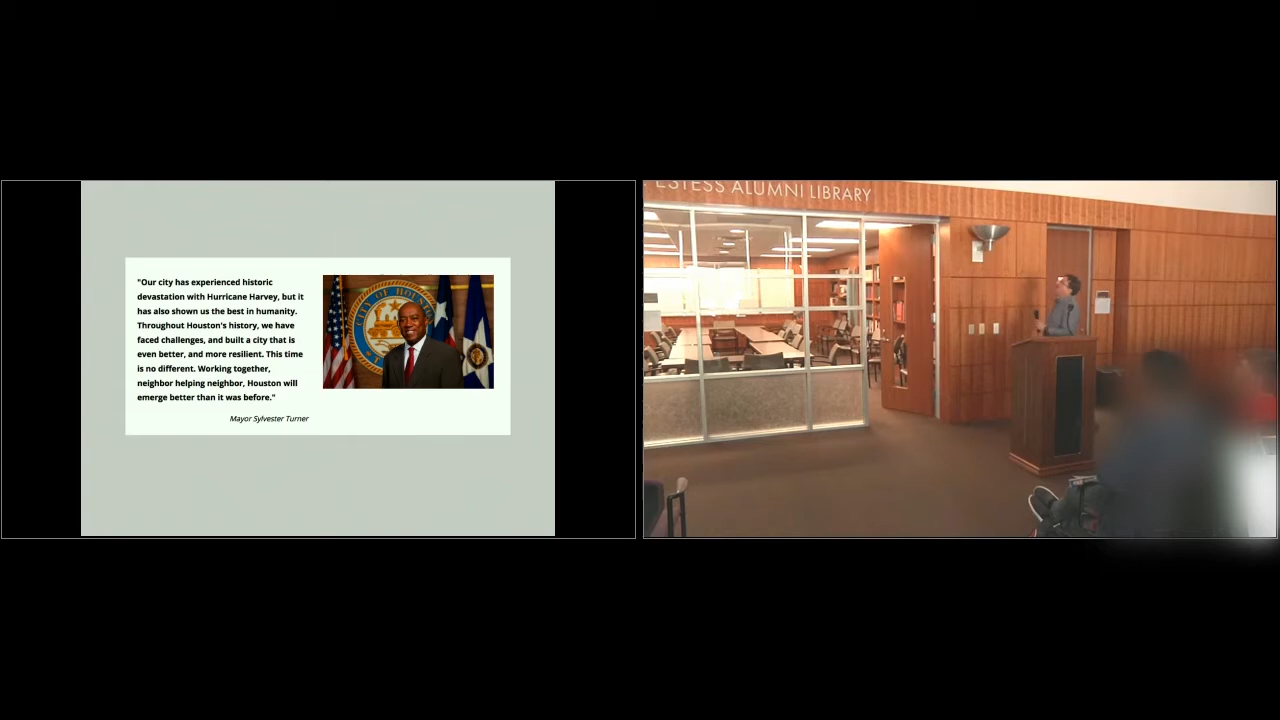 "Our city has experienced historic
devastation with Hurricane Harvey, but it
has also shown us the best in humanity.
Throughout Houston's history, we have
faced challenges, and built a city that is
even better, and more resilient. This time
is no different. Working together,
neighbor helping neighbor, Houston will
emerge better than it was before."
Mayor Sylvester Turner
CITY OF HOUSTON
ESTESS ALUMNI LIBRARY